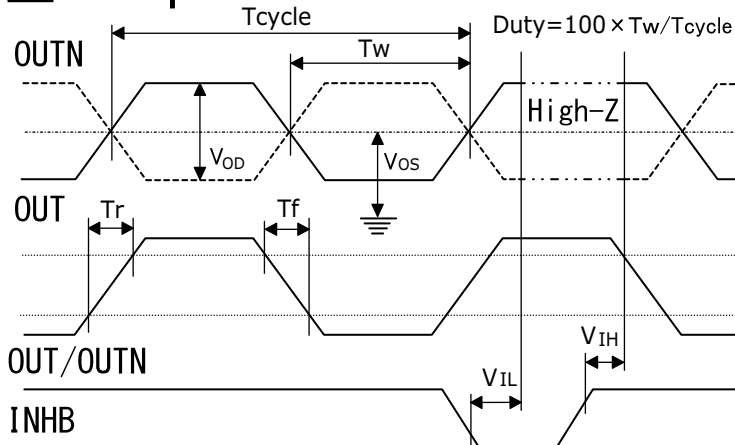 Tcycle
Duty=100×Tw/Tcycle
OUTN
Tw
High-Z
VOD
VOS
OUT
Tr
Tf
OUT/OUTN
VIH
VIL
INHB